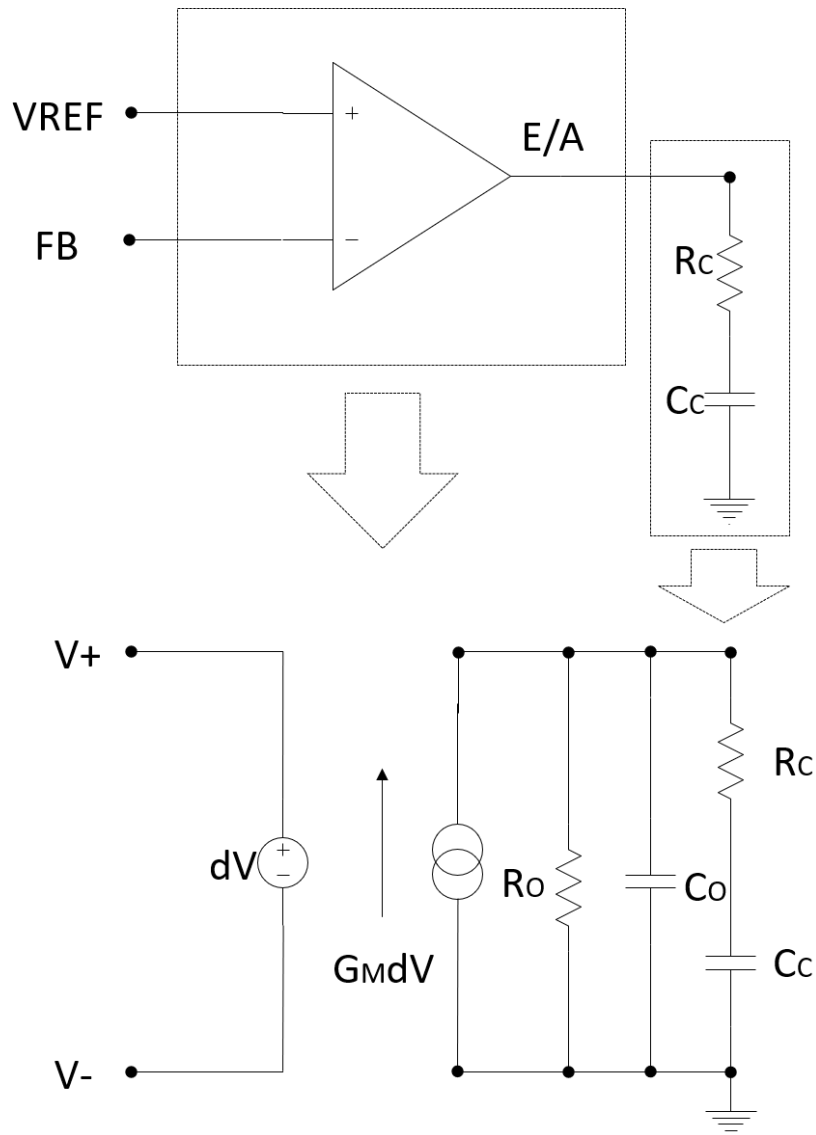 VREF
+
E/A
FB
−
RC
CC
V+
RC
+
dV
−
RO
CO
GMdV
CC
V-